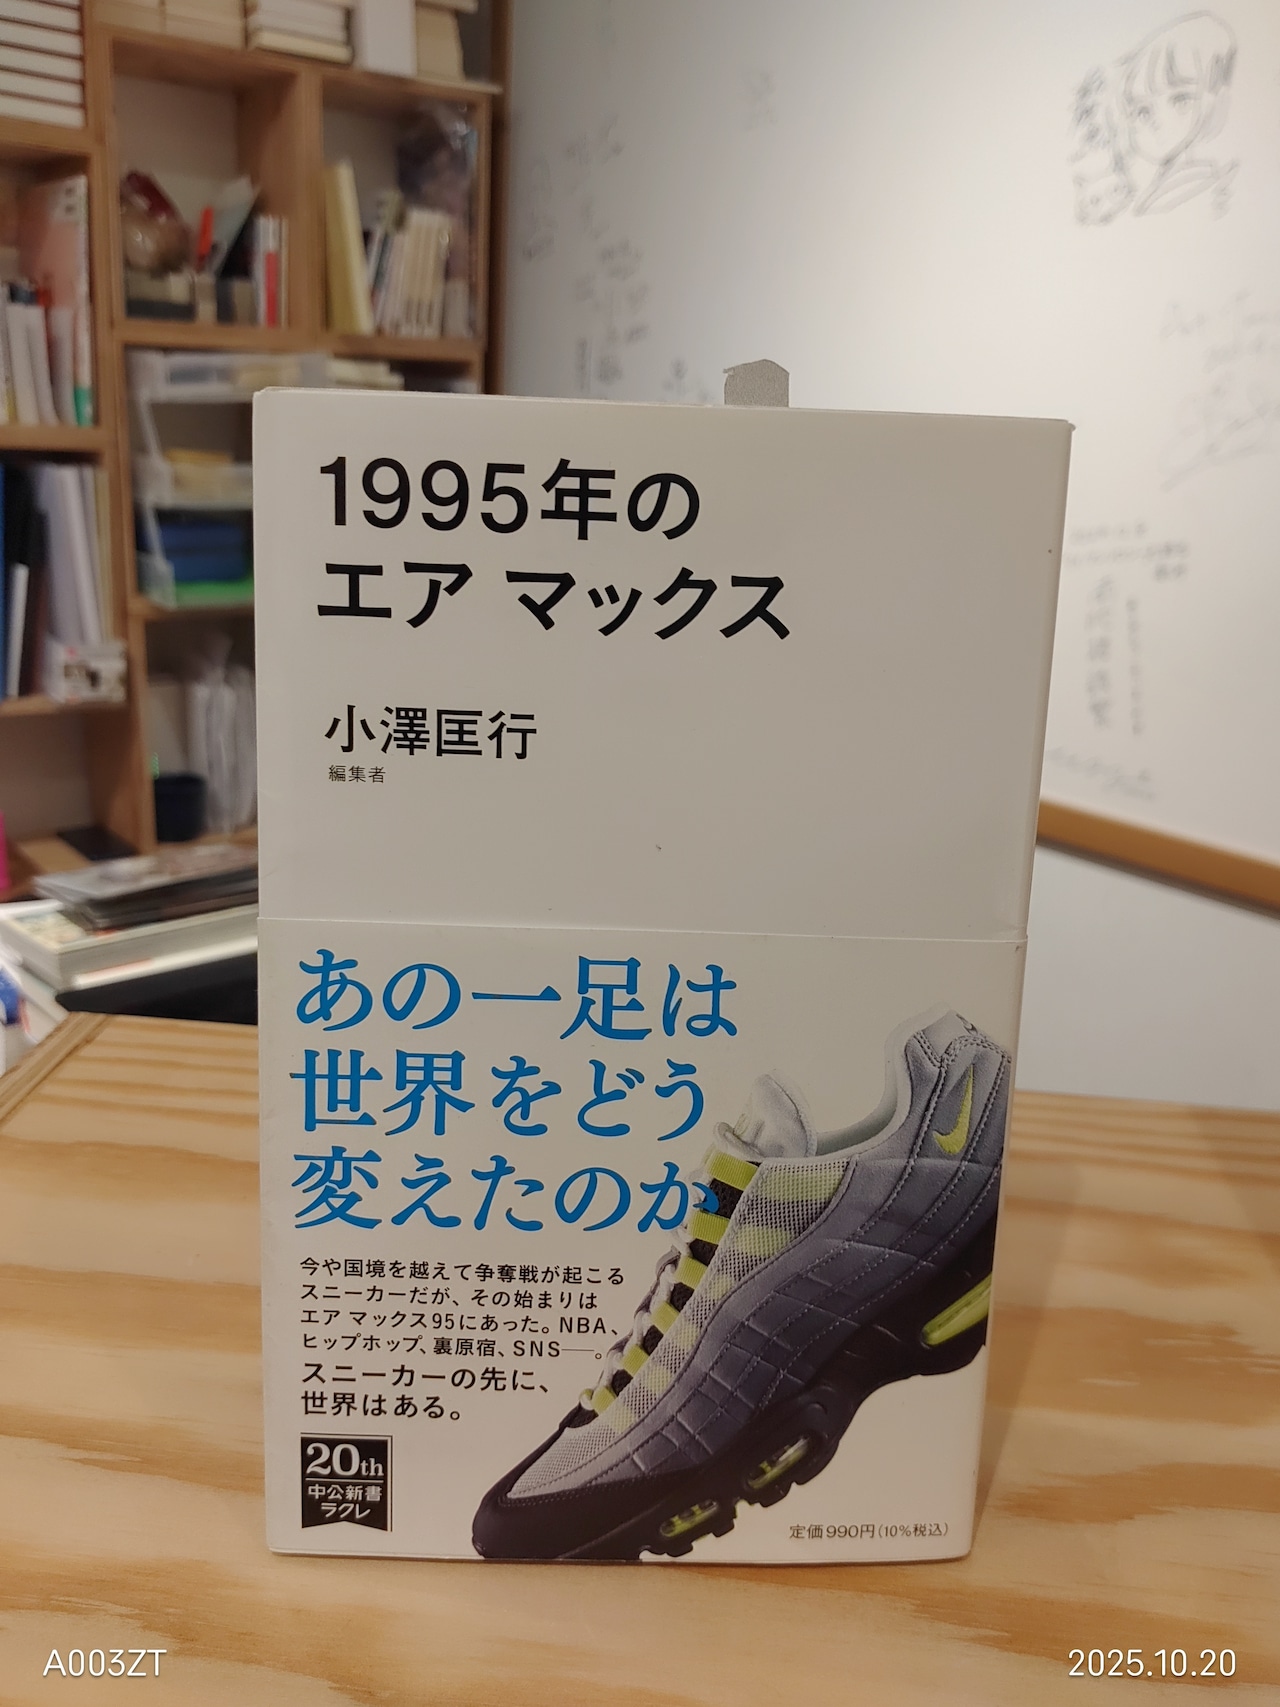 1995年の
エア マックス
小澤匡行
編集者
あの一足は
世界をどう
変えたのか
今や国境を越えて争奪戦が起こる
スニーカーだが、その始まりは
エア マックス95にあった。NBA、
ヒップホップ、裏原宿、SNS──。
スニーカーの先に、
世界はある。
20th
中公新書
ラクレ
定価990円(10%税込)
A003ZT
2025.10.20